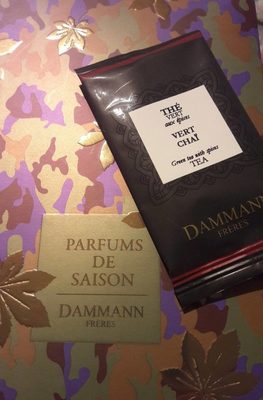 THÉ
VERT
aux épices
VERT
CHAÏ
Green tea with spices
TEA
DAMMANN
FRÈRES
PARFUMS
DE
SAISON
DAMMANN
FRÈRES